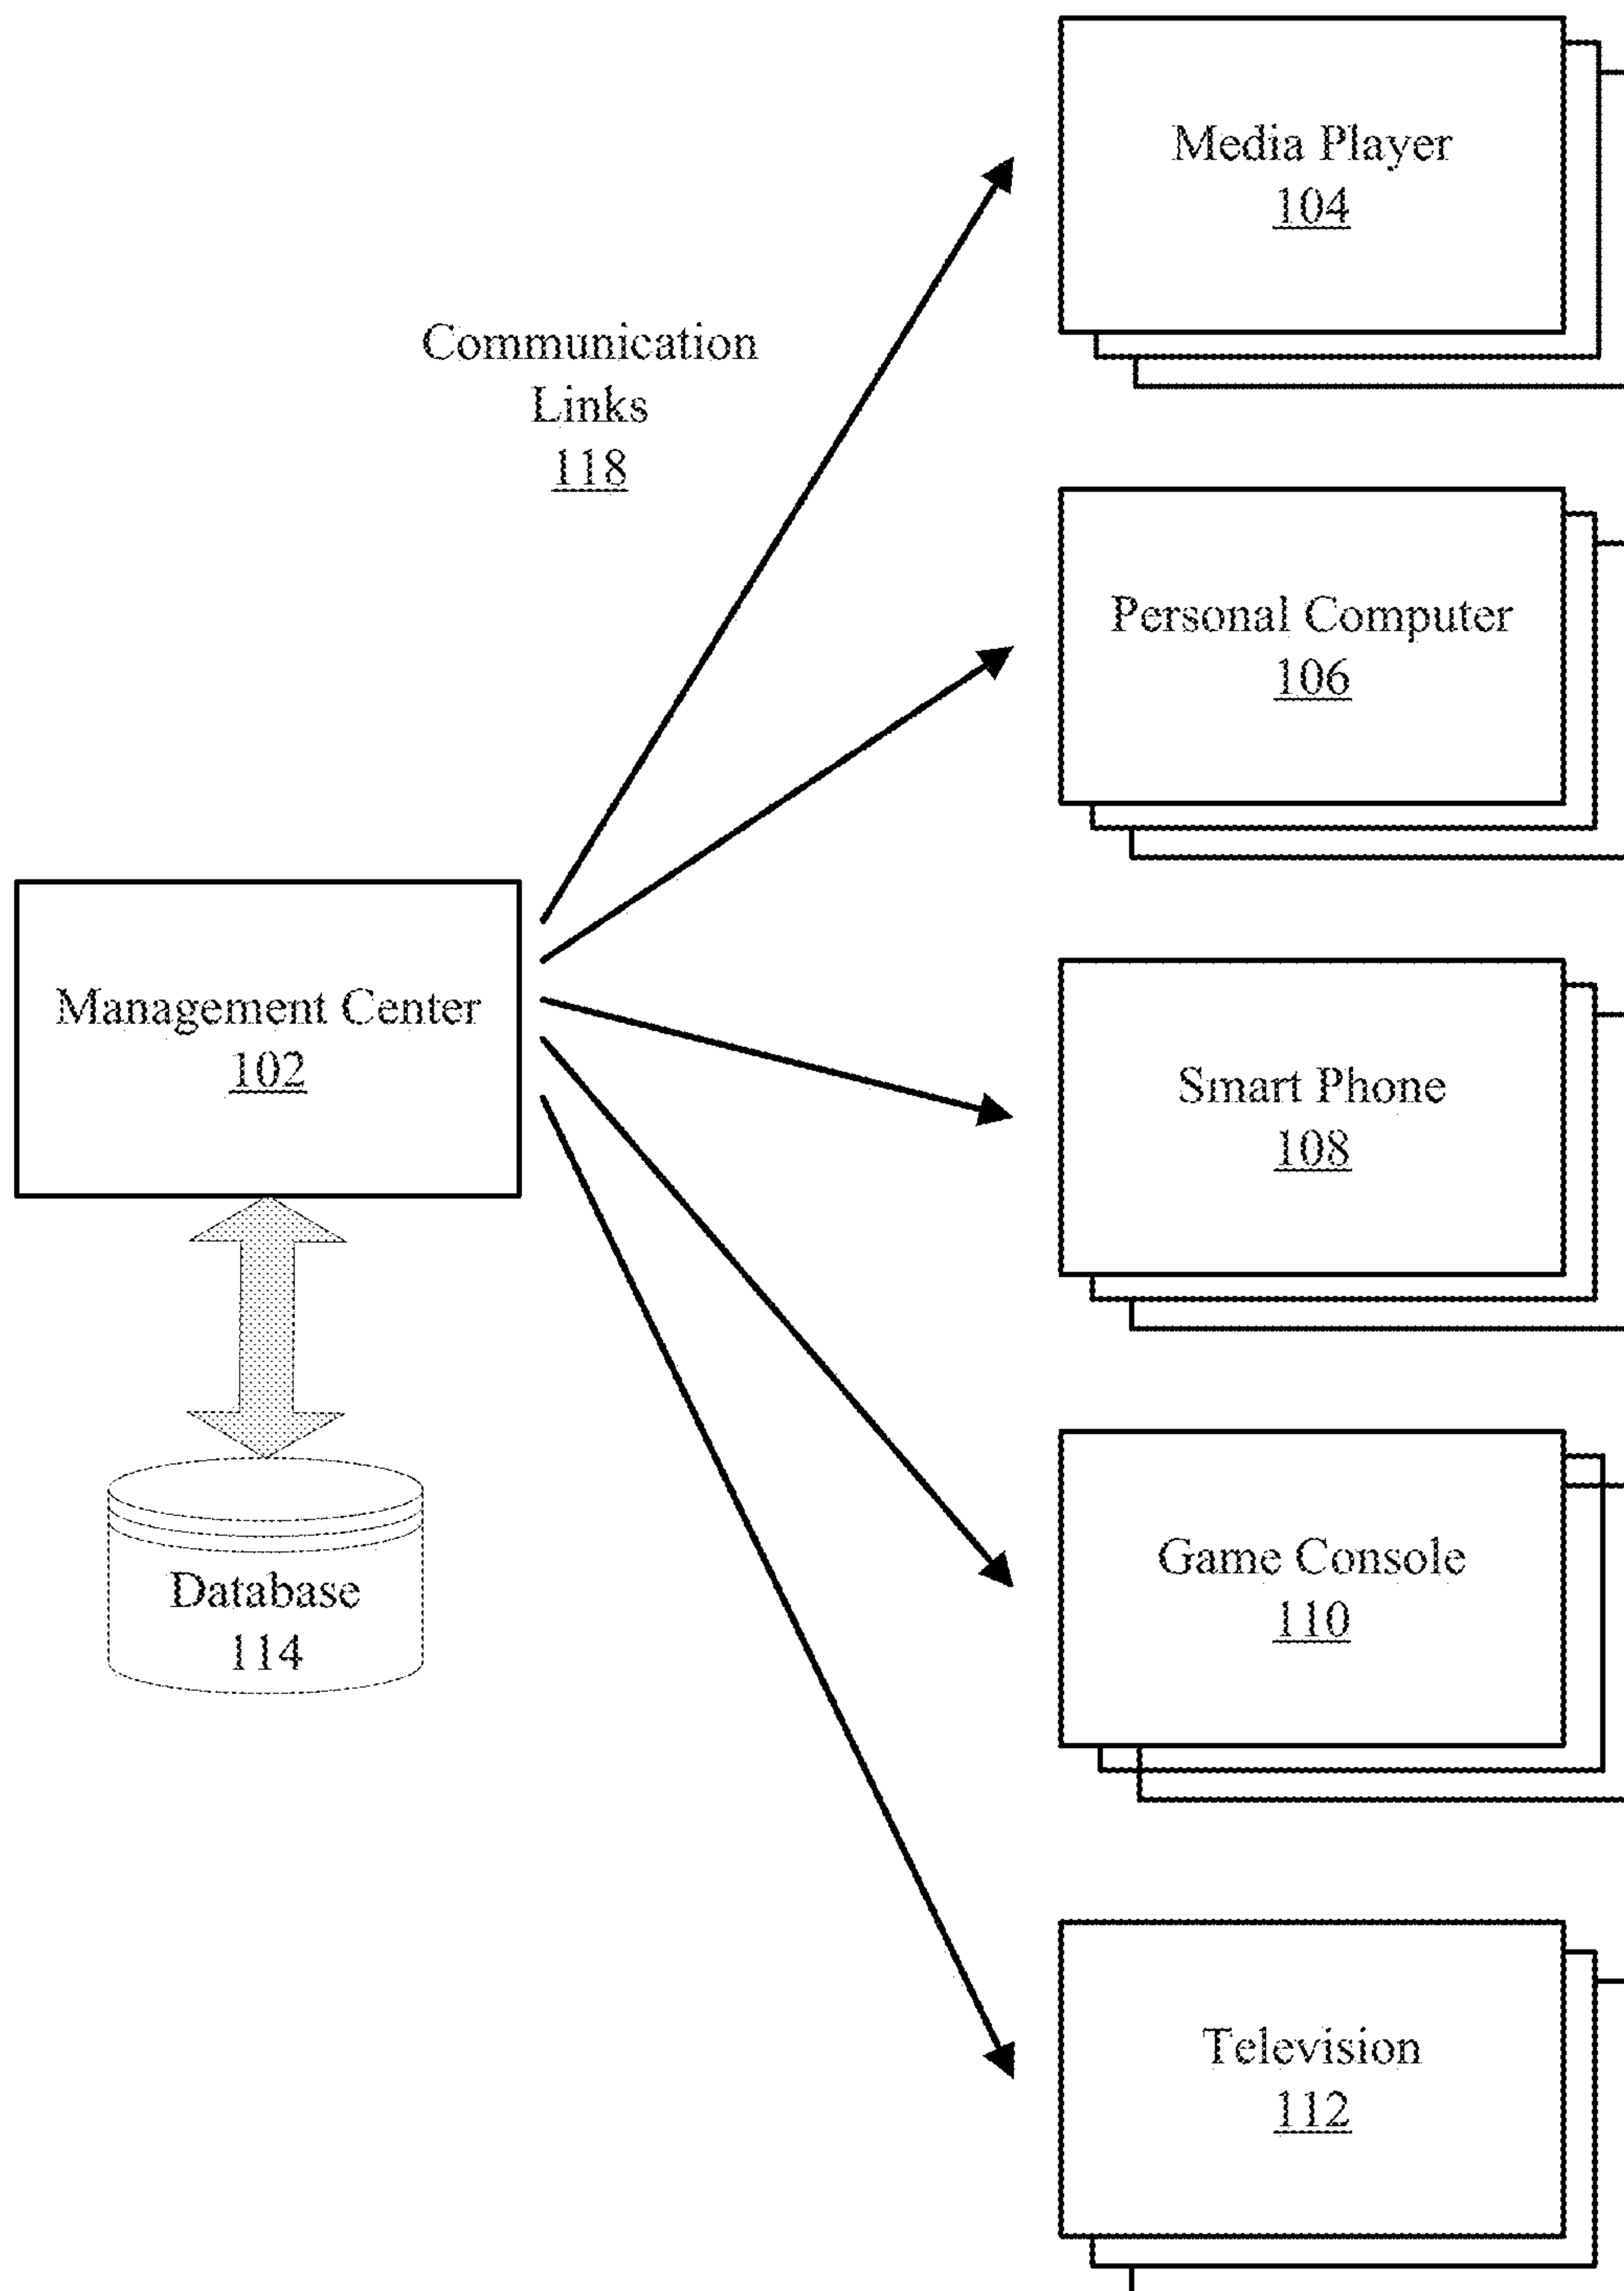 Media Player
104
Communication
Links
118
Personal Computer
106
Management Center
102
Smart Phone
108
Game Console
110
Database
114
Television
112